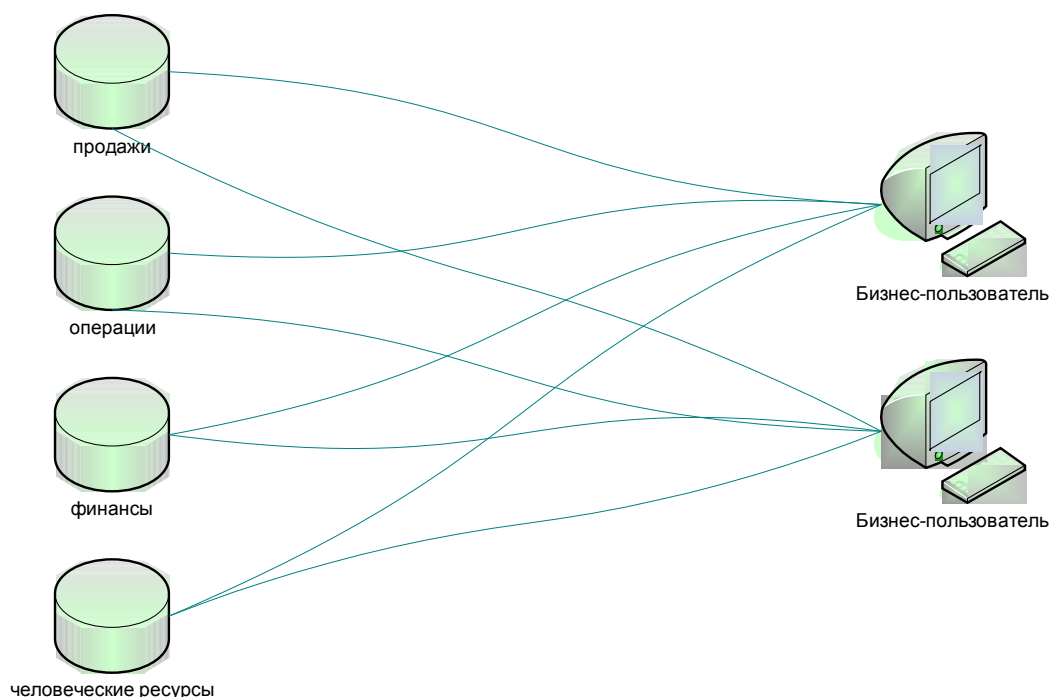 продажи
операции
финансы
человеческие ресурсы
Бизнес-пользователь
Бизнес-пользователь